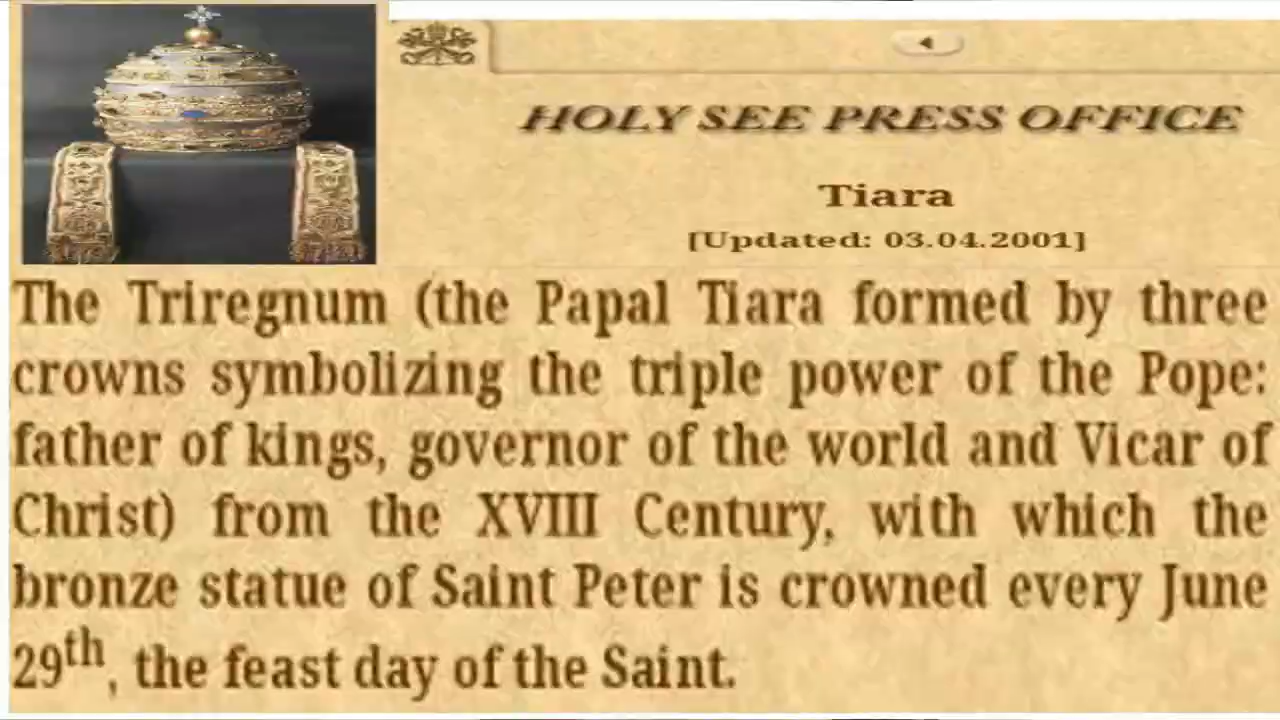 HOLY SEE PRESS OFFICE
Tiara
[Updated: 03.04.2001]
The Triregnum (the Papal Tiara formed by three
crowns symbolizing the triple power of the Pope:
father of kings, governor of the world and Vicar of
Christ) from the XVIII Century, with which the
bronze statue of Saint Peter is crowned every June
29th, the feast day of the Saint.